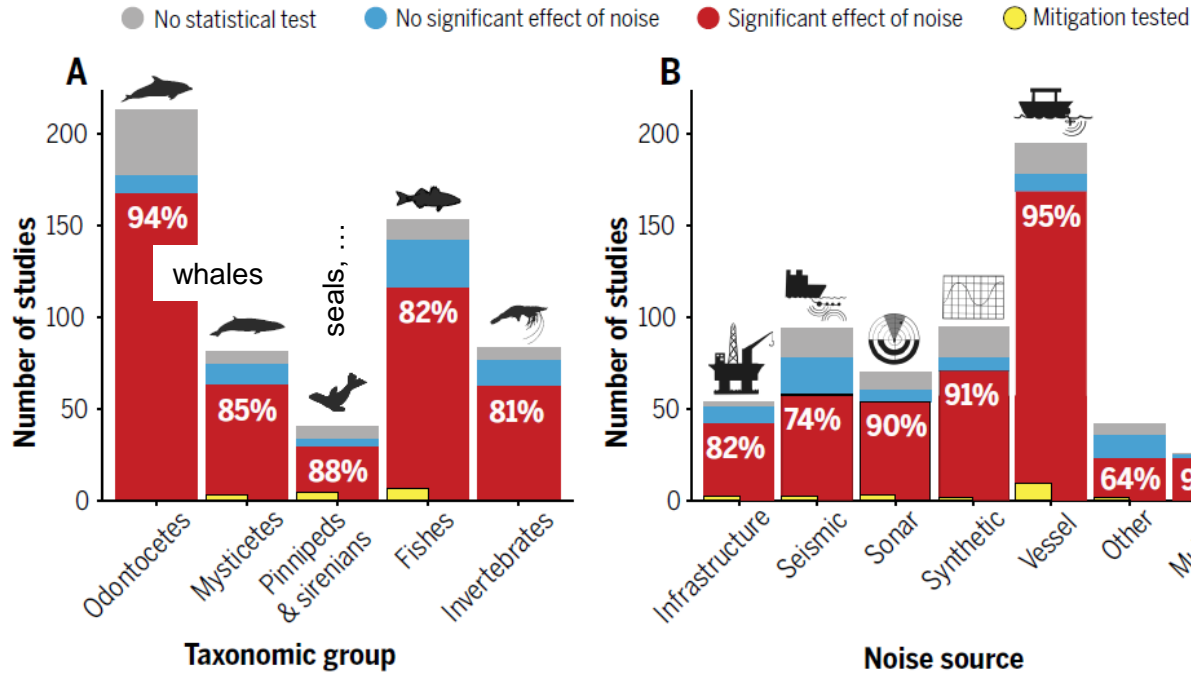 No statistical test
No significant effect of noise
Significant effect of noise
Mitigation tested
A
Number of studies
200
150
100
50
0
94%
whales
85%
seals, ...
88%
82%
81%
Odontocetes
Mysticetes
Pinnipeds
& sirenians
Fishes
Invertebrates
Taxonomic group
B
Number of studies
200
150
100
50
0
82%
74%
90%
91%
95%
64%
9
Infrastructure
Seismic
Sonar
Synthetic
Vessel
Other
Noise source